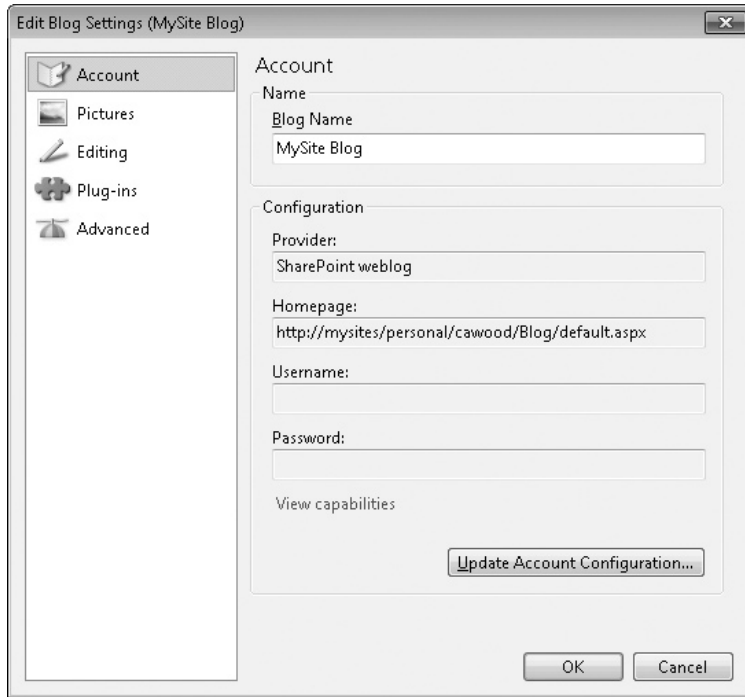 Edit Blog Settings (MySite Blog)
Account
Pictures
Editing
Plug-ins
Advanced
Account
Name
Blog Name
MySite Blog
Configuration
Provider:
SharePoint weblog
Homepage:
http://mysites/personal/cawood/Blog/default.aspx
Username:
Password:
View capabilities
Update Account Configuration...
OK
Cancel